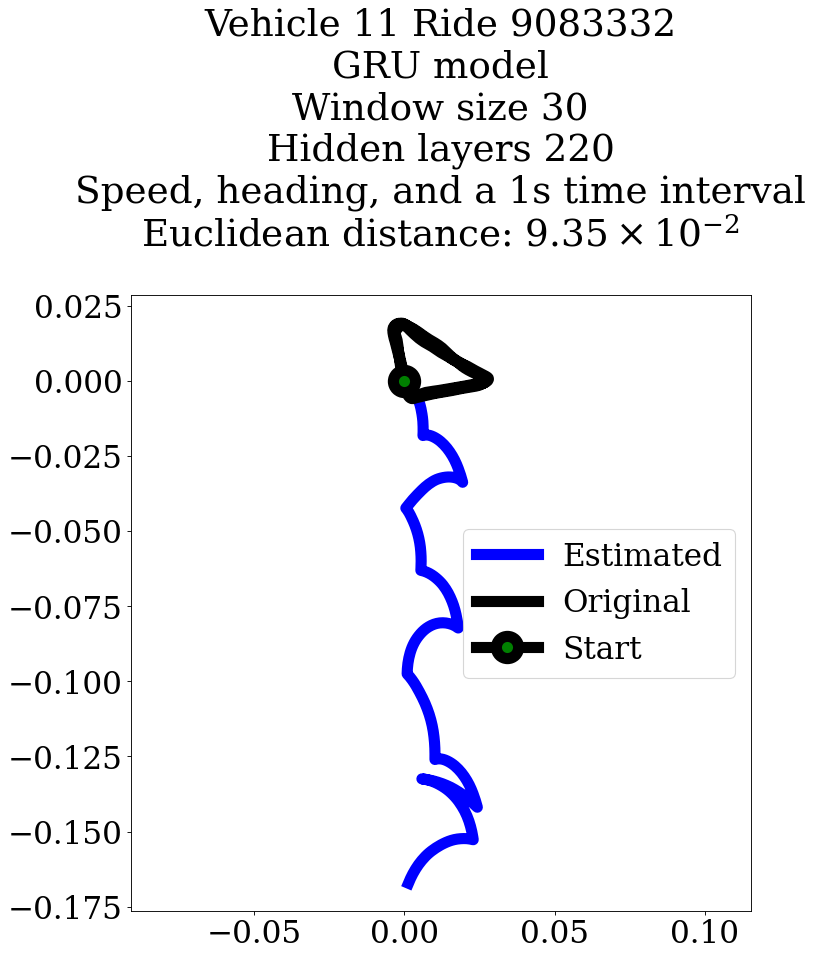 Vehicle 11 Ride 9083332
GRU model
Window size 30
Hidden layers 220
Speed, heading, and a 1s time interval
Euclidean distance: 9.35 × 10⁻²
0.025
0.000
−0.025
−0.050
−0.075
−0.100
−0.125
−0.150
−0.175
Estimated
Original
Start
−0.05 0.00 0.05 0.10